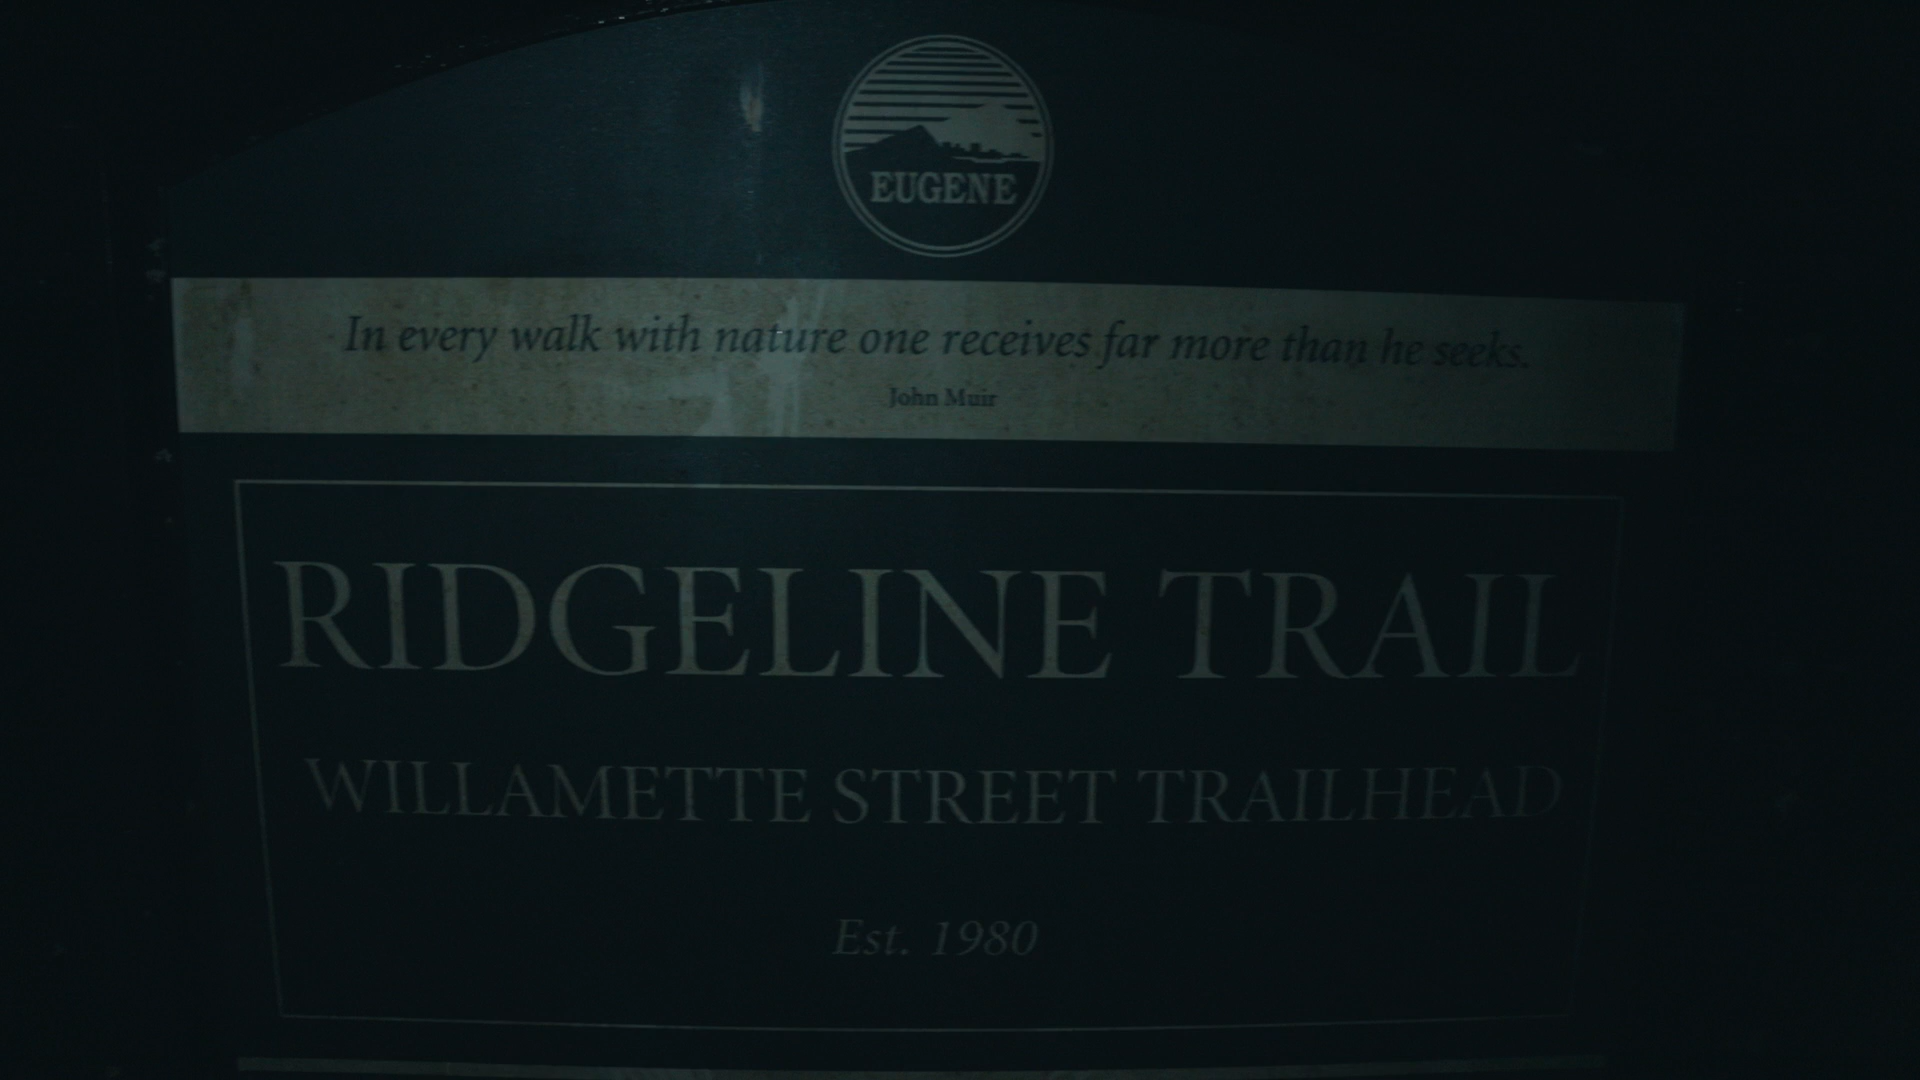 EUGENE
In every walk with nature one receives far more than he seeks.
John Muir
RIDGELINE TRAIL
WILLAMETTE STREET TRAILHEAD
Est. 1980